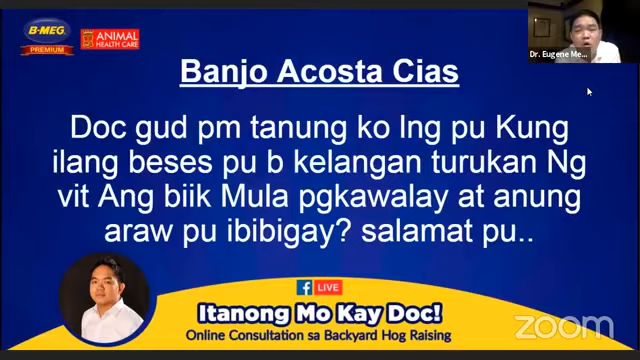 B-MEG
PREMIUM
ANIMAL
HEALTH CARE
Dr. Eugene Me...
Banjo Acosta Cias
Doc gud pm tanung ko lng pu Kung
ilang beses pu b kelangan turukan Ng
vit Ang biik Mula pgkawalay at anung
araw pu ibibigay? salamat pu..
f LIVE
Itanong Mo Kay Doc!
Online Consultation sa Backyard Hog Raising
zoom